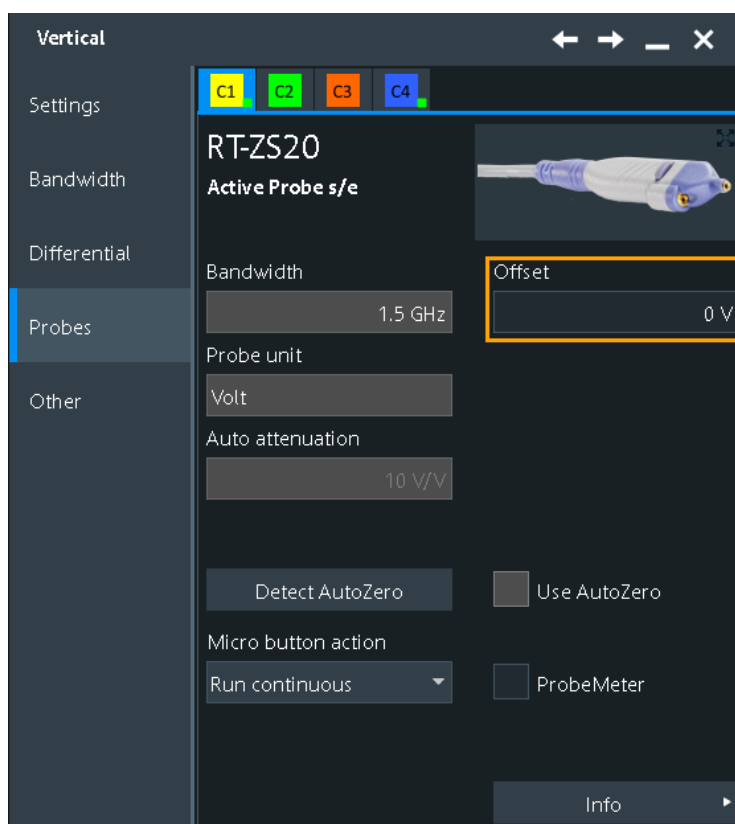 Vertical
Settings
Bandwidth
Differential
Probes
Other
C1 C2 C3 C4
RT-ZS20
Active Probe s/e
Bandwidth
1.5 GHz
Offset
0 V
Probe unit
Volt
Auto attenuation
10 V/V
Detect AutoZero
Use AutoZero
Micro button action
Run continuous
ProbeMeter
Info